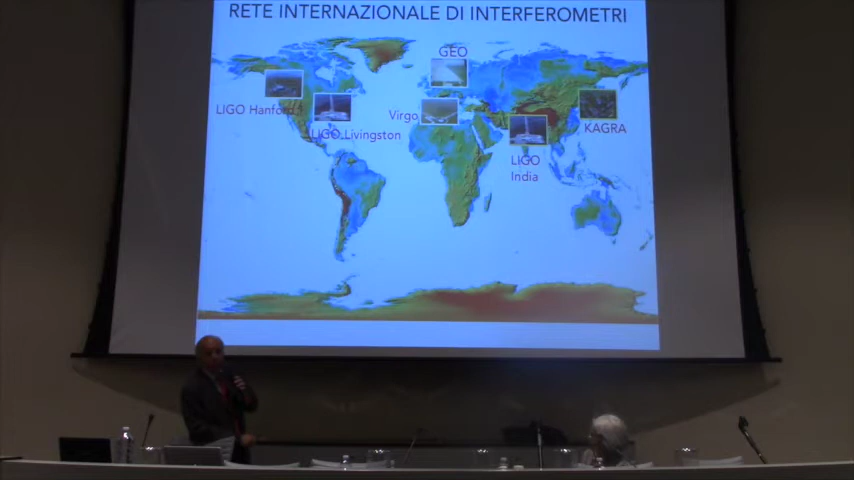 RETE INTERNAZIONALE DI INTERFEROMETRI
GEO
LIGO Hanford
Virgo
LIGO Livingston
KAGRA
LIGO
India